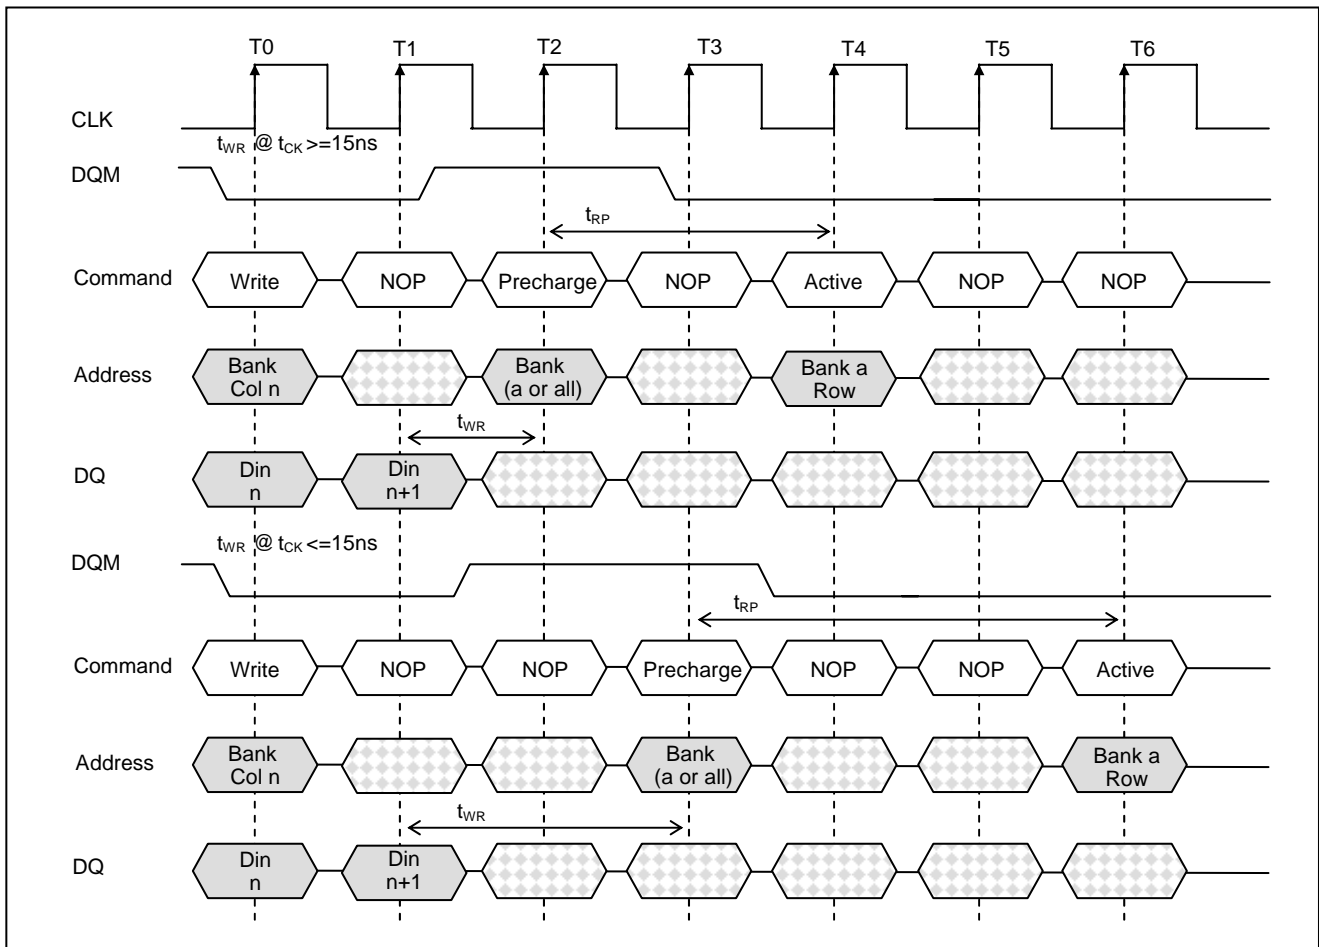 T0 T1 T2 T3 T4 T5 T6
CLK
tWR @ tCK >=15ns
DQM
tRP
Command Write NOP Precharge NOP Active NOP NOP
Address Bank Col n Bank (a or all) Bank a Row
tWR
DQ Din n Din n+1
tWR @ tCK <=15ns
DQM
tRP
Command Write NOP NOP Precharge NOP NOP Active
Address Bank Col n Bank (a or all) Bank a Row
tWR
DQ Din n Din n+1